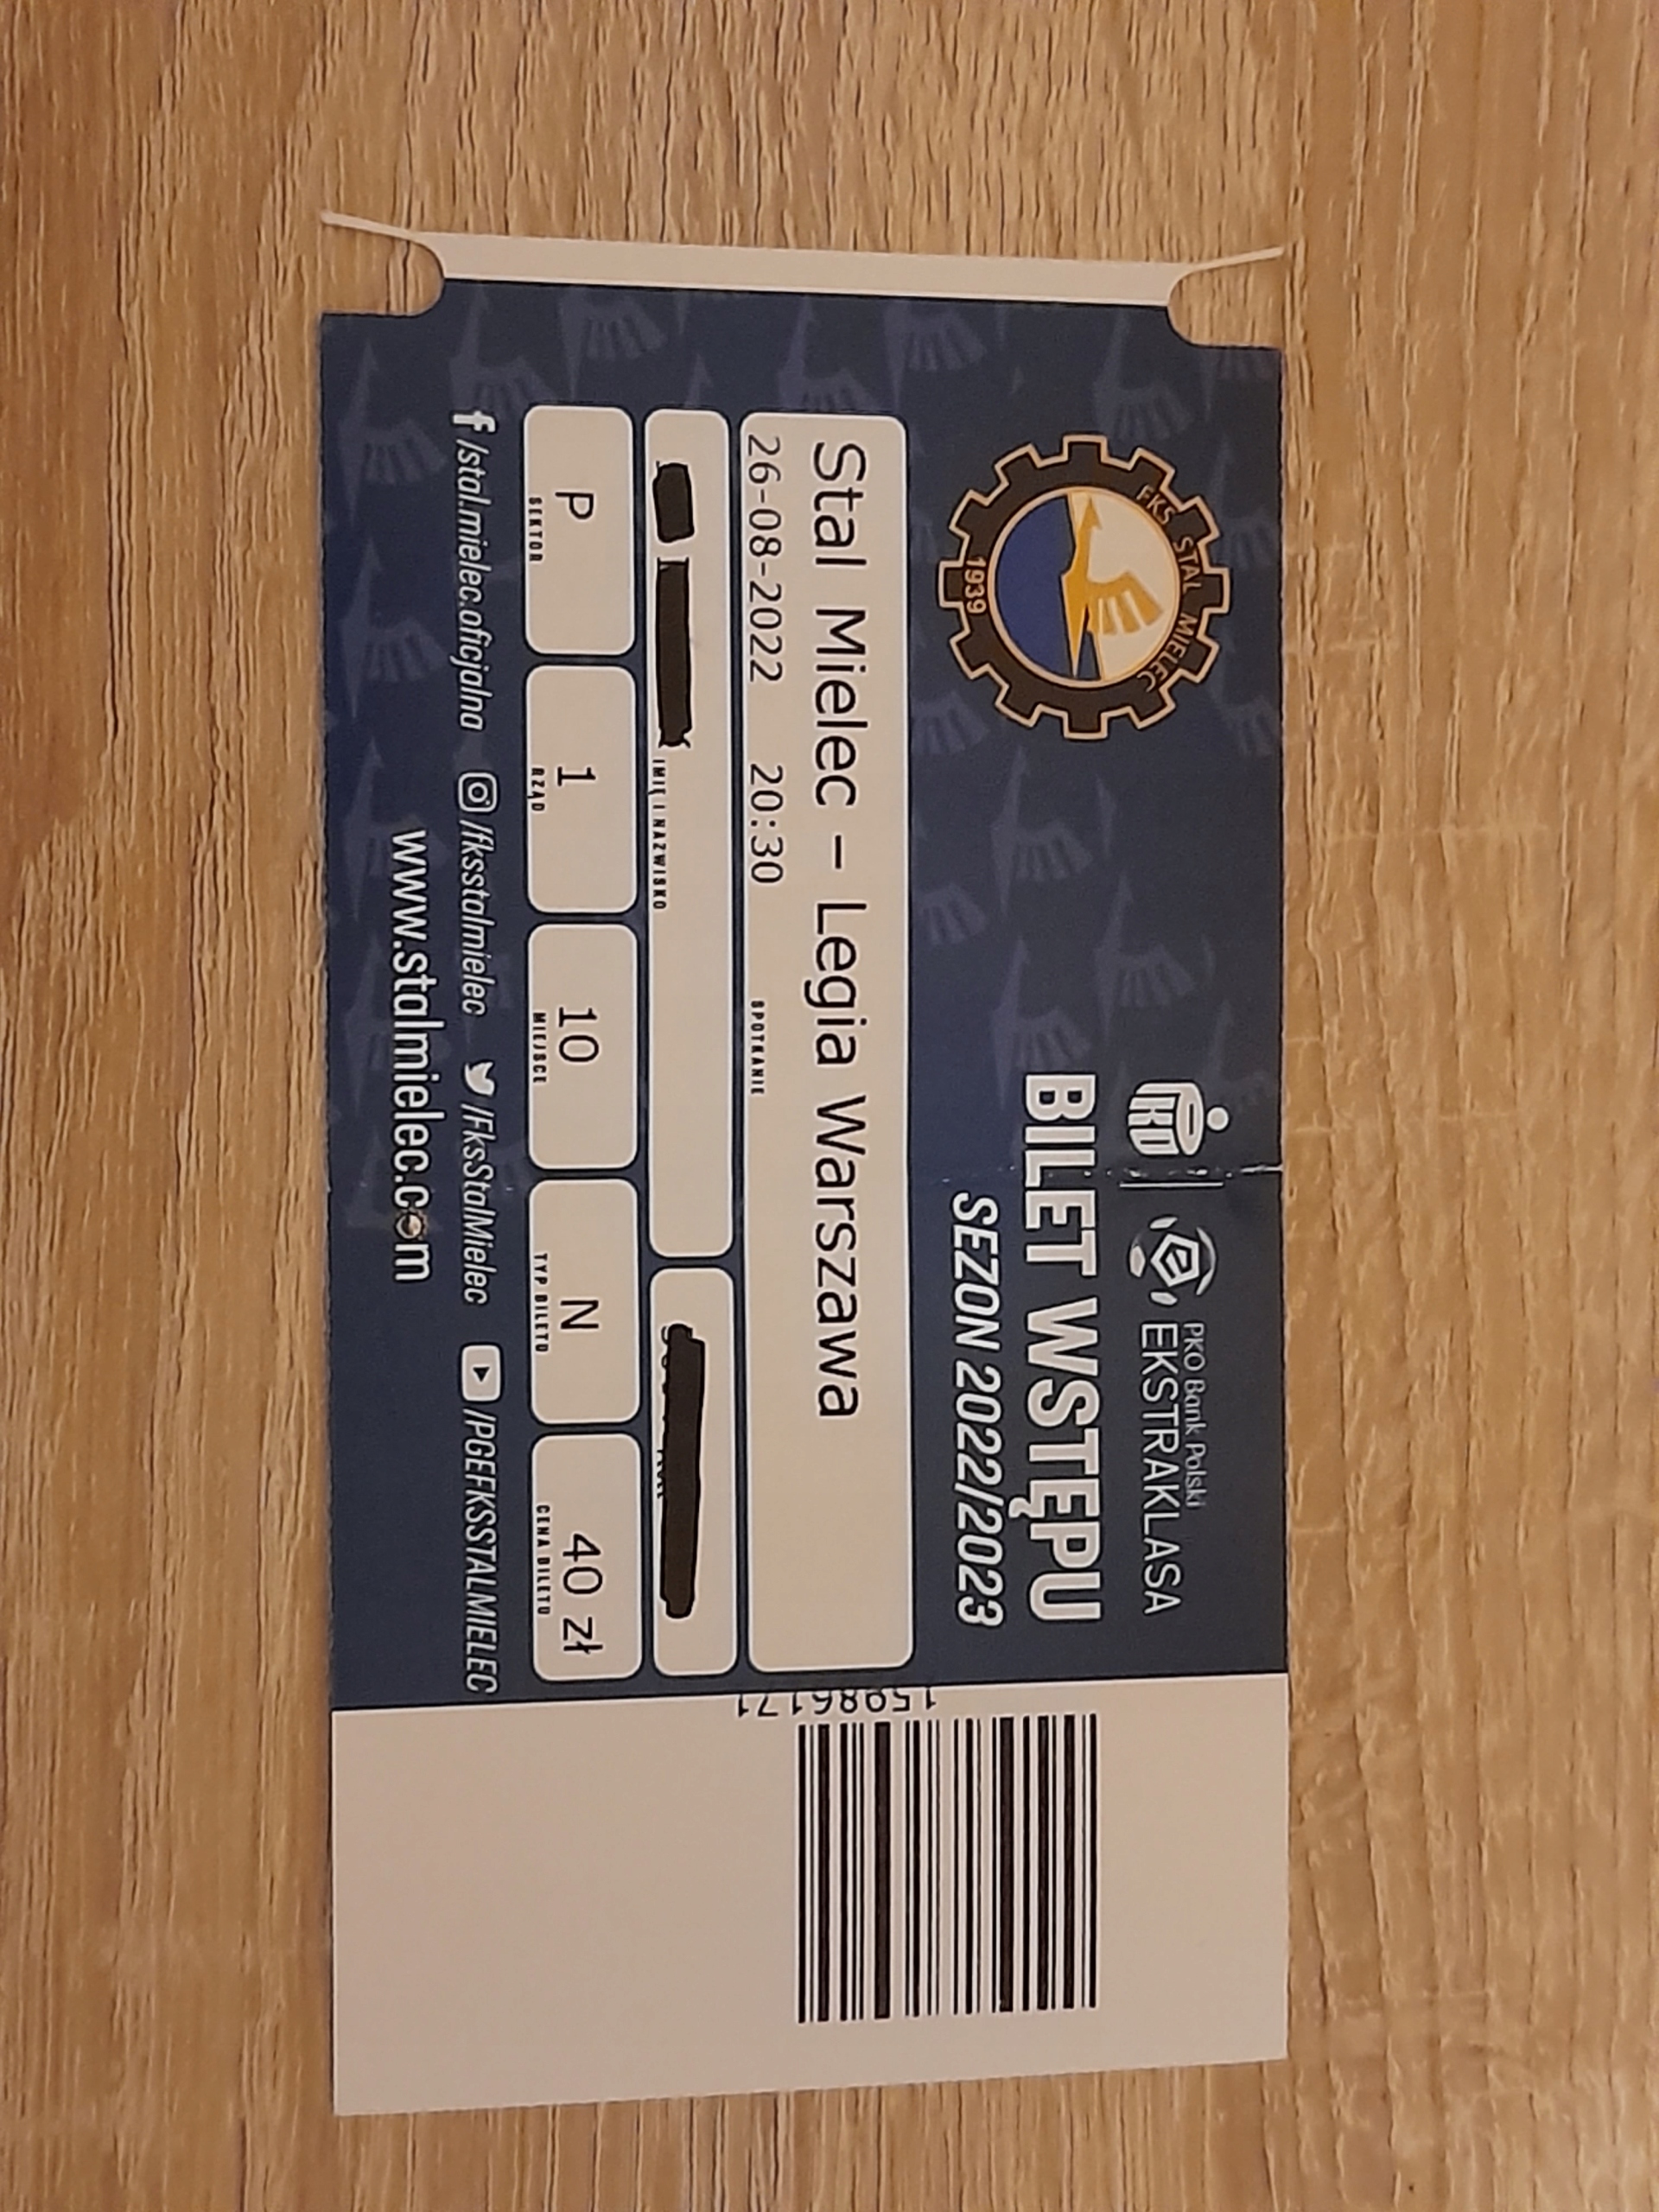 PKO | PKO Bank Polski
EKSTRAKLASA
BILET WSTĘPU
SEZON 2022/2023
FKS STAL MIELEC
1939
Stal Mielec – Legia Warszawa
26-08-2022 20:30
SPOTKANIE
IMIĘ I NAZWISKO
P
SEKTOR
1
RZĄD
10
MIEJSCE
N
TYP BILETU
40 zł
CENA BILETU
/stal.mielec.oficjalna /fksstalmielec /FksStalMielec /PGEFKSSTALMIELEC
www.stalmielec.com
15986171